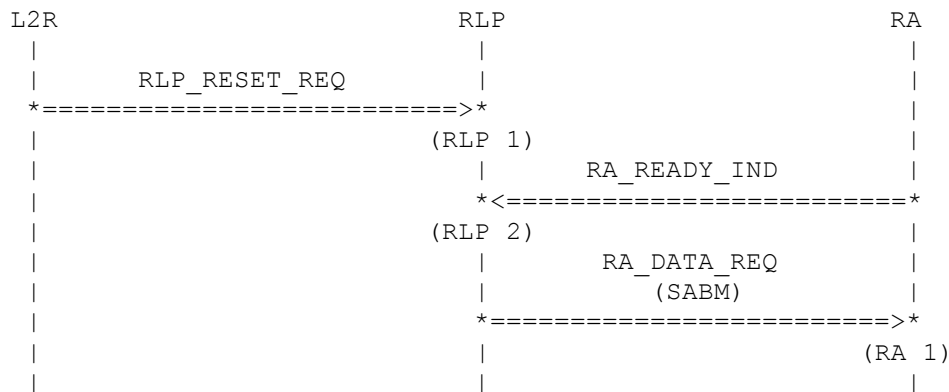 L2R RLP RA
| | |
| RLP_RESET_REQ | |
*==========================>* |
| (RLP 1) |
| | RA_READY_IND |
| *<=========================*
| (RLP 2) |
| | RA_DATA_REQ |
| | (SABM) |
| *=========================>*
| | (RA 1)
| | |